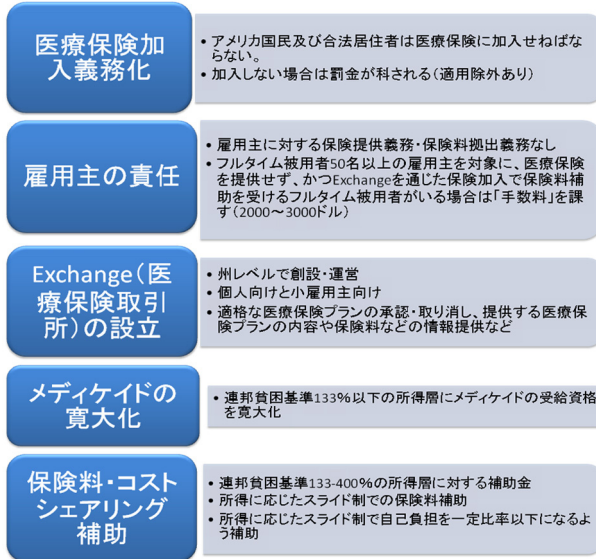 医療保険加
入義務化
• アメリカ国民及び合法居住者は医療保険に加入せねばな
らない。
• 加入しない場合は罰金が科される(適用除外あり)
雇用主の責任
• 雇用主に対する保険提供義務・保険料拠出義務なし
• フルタイム被用者50名以上の雇用主を対象に、医療保険
を提供せず、かつExchangeを通じた保険加入で保険料補
助を受けるフルタイム被用者がいる場合は「手数料」を課
す(2000～3000ドル)
Exchange(医
療保険取引
所)の設立
• 州レベルで創設・運営
• 個人向けと小雇用主向け
• 適格な医療保険プランの承認・取り消し、提供する医療保
険プランの内容や保険料などの情報提供など
メディケイドの
寛大化
• 連邦貧困基準133%以下の所得層にメディケイドの受給資格
を寛大化
保険料・コスト
シェアリング
補助
• 連邦貧困基準133-400%の所得層に対する補助金
• 所得に応じたスライド制での保険料補助
• 所得に応じたスライド制で自己負担を一定比率以下になるよ
う補助